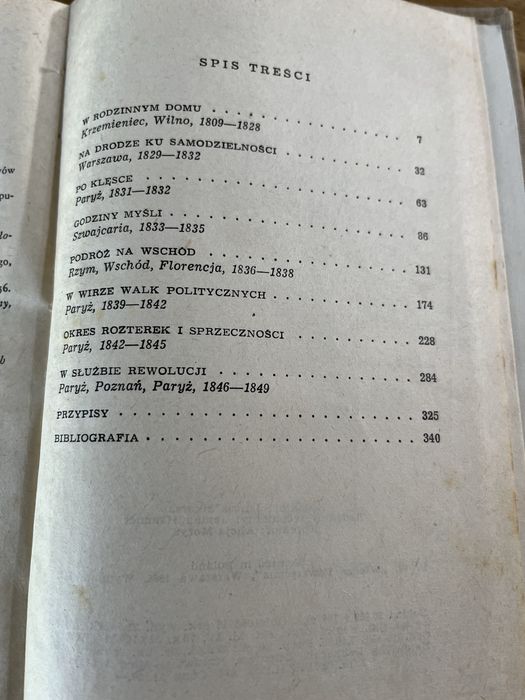 SPIS TREŚCI
W RODZINNYM DOMU . . . . . . . . . . . . 7
Krzemieniec, Wilno, 1809—1828
NA DRODZE KU SAMODZIELNOŚCI . . . . . . . . 32
Warszawa, 1829—1832
PO KLĘSCE . . . . . . . . . . . . . . . . 63
Paryż, 1831—1832
GODZINY MYŚLI . . . . . . . . . . . . . . 86
Szwajcaria, 1833—1835
PODRÓŻ NA WSCHÓD . . . . . . . . . . . . 131
Rzym, Wschód, Florencja, 1836—1838
W WIRZE WALK POLITYCZNYCH . . . . . . . . . 174
Paryż, 1839—1842
OKRES ROZTEREK I SPRZECZNOŚCI . . . . . . . . 228
Paryż, 1842—1845
W SŁUŻBIE REWOLUCJI . . . . . . . . . . . . 284
Paryż, Poznań, Paryż, 1846—1849
PRZYPISY . . . . . . . . . . . . . . . . . 325
BIBLIOGRAFIA . . . . . . . . . . . . . . . 340